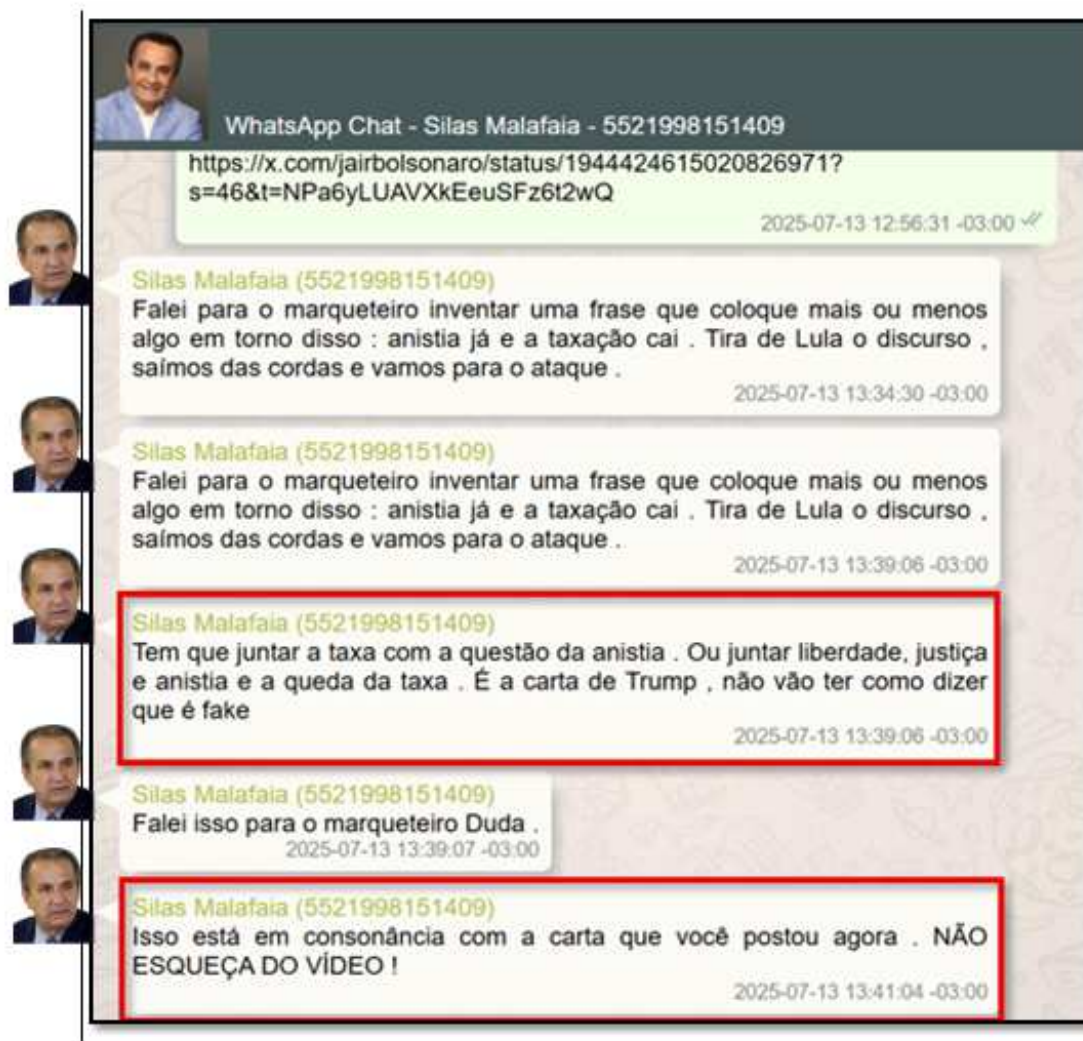 WhatsApp Chat - Silas Malafaia - 5521998151409
https://x.com/jairbolsonaro/status/1944424615020826971?
s=46&t=NPa6yLUAVXkEeuSFz6t2wQ
2025-07-13 12:56:31 -03:00
Silas Malafaia (5521998151409)
Falei para o marqueteiro inventar uma frase que coloque mais ou menos
algo em torno disso : anistia já e a taxação cai . Tira de Lula o discurso ,
saímos das cordas e vamos para o ataque .
2025-07-13 13:34:30 -03:00
Silas Malafaia (5521998151409)
Falei para o marqueteiro inventar uma frase que coloque mais ou menos
algo em torno disso : anistia já e a taxação cai . Tira de Lula o discurso ,
saímos das cordas e vamos para o ataque .
2025-07-13 13:39:06 -03:00
Silas Malafaia (5521998151409)
Tem que juntar a taxa com a questão da anistia . Ou juntar liberdade, justiça
e anistia e a queda da taxa . É a carta de Trump , não vão ter como dizer
que é fake
2025-07-13 13:39:06 -03:00
Silas Malafaia (5521998151409)
Falei isso para o marqueteiro Duda .
2025-07-13 13:39:07 -03:00
Silas Malafaia (5521998151409)
Isso está em consonância com a carta que você postou agora . NÃO
ESQUEÇA DO VÍDEO !
2025-07-13 13:41:04 -03:00